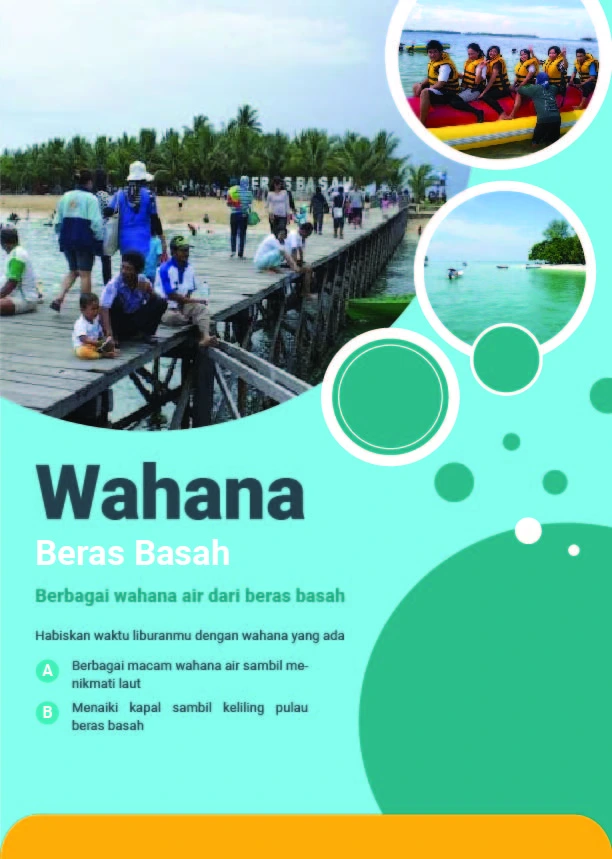 BERAS BASAH
Wahana
Beras Basah
Berbagai wahana air dari beras basah
Habiskan waktu liburanmu dengan wahana yang ada
A Berbagai macam wahana air sambil me-
nikmati laut
B Menaiki kapal sambil keliling pulau
beras basah